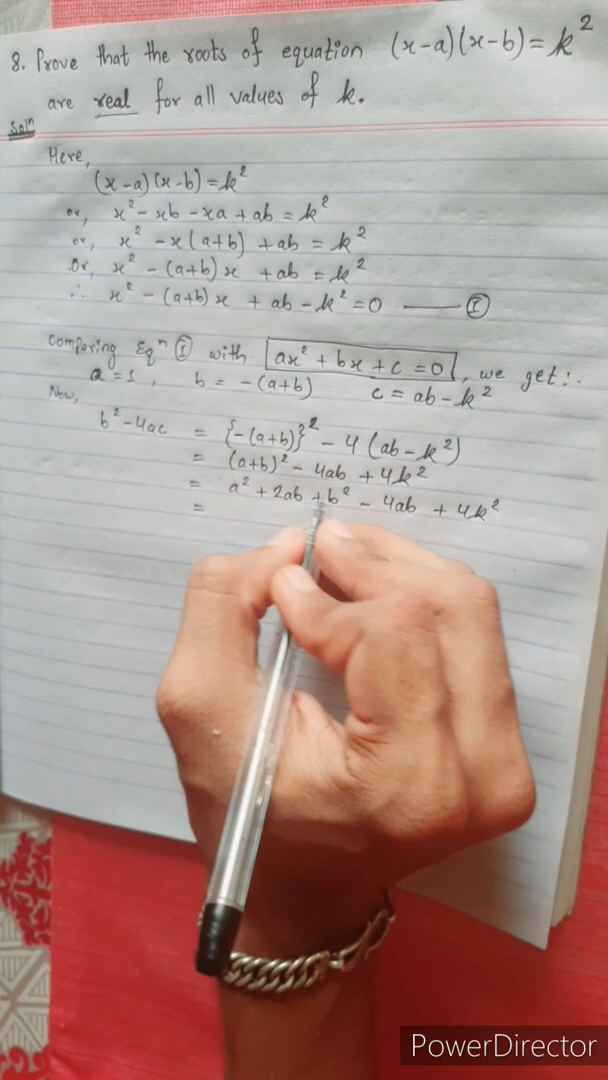 8. Prove that the roots of equation (x-a)(x-b) = k²
are real for all values of k.
Soln
Here,
(x-a)(x-b) = k²
or, x² - xb - xa + ab = k²
or, x² - x(a+b) + ab = k²
Or, x² - (a+b)x + ab = k²
∴ x² - (a+b)x + ab - k² = 0 —— Ⓘ
Comparing Eqⁿ Ⓘ with ax² + bx + c = 0, we get:-
a = 1, b = -(a+b) c = ab - k²
Now,
b² - 4ac = {-(a+b)}² - 4(ab - k²)
= (a+b)² - 4ab + 4k²
= a² + 2ab + b² - 4ab + 4k²
=
PowerDirector